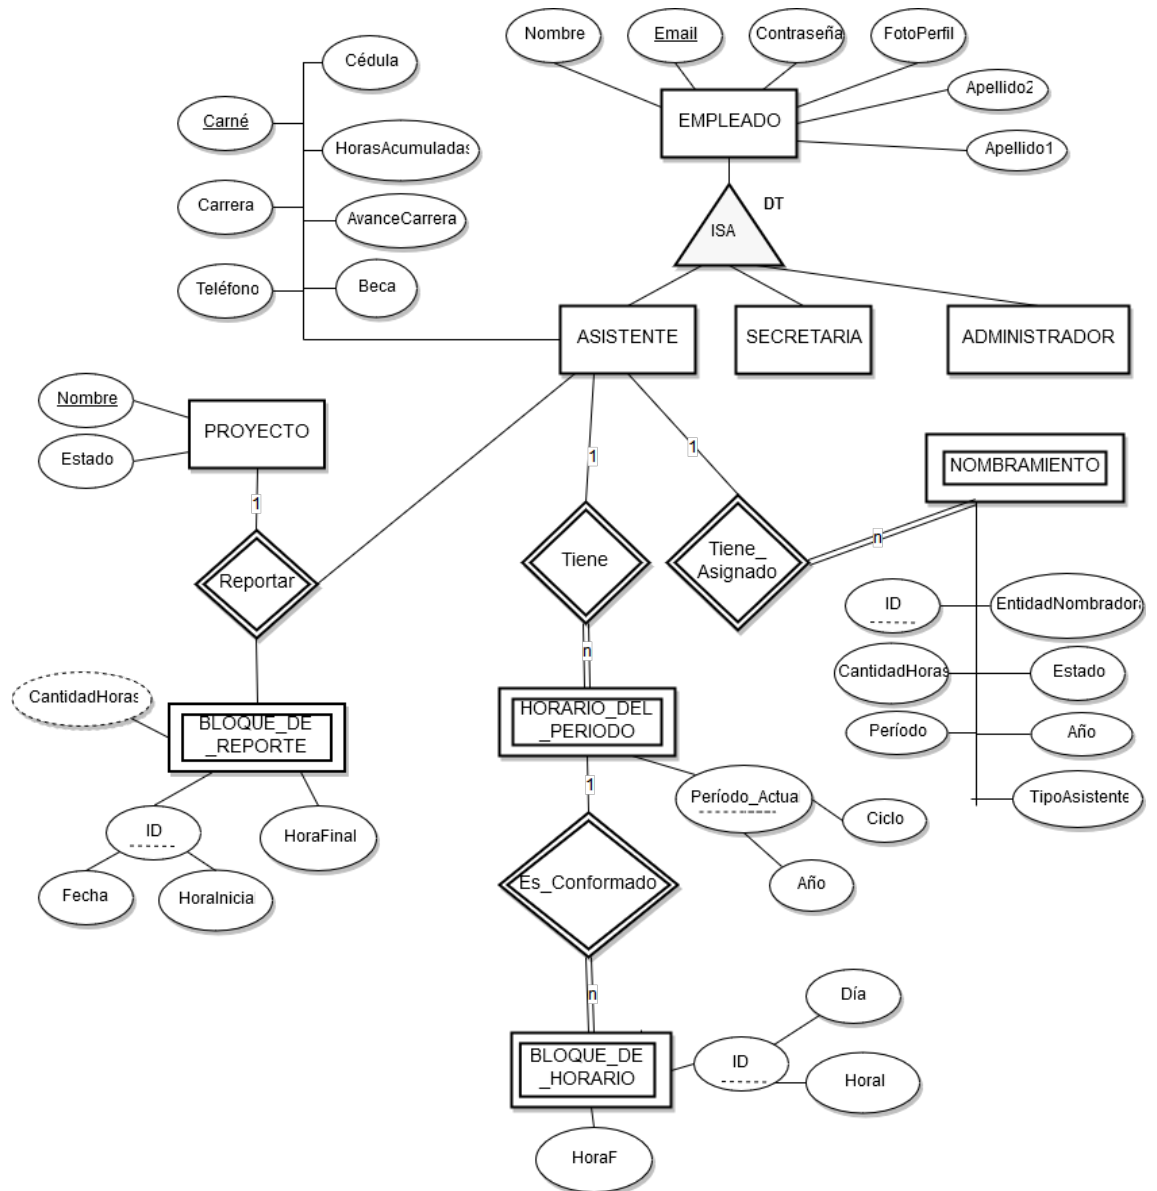 Nombre
Email
Contraseña
FotoPerfil
Apellido2
Apellido1
EMPLEADO
DT
ISA
Cédula
Carné
HorasAcumuladas
Carrera
AvanceCarrera
Teléfono
Beca
ASISTENTE
SECRETARIA
ADMINISTRADOR
Nombre
Estado
PROYECTO
1
1
1
NOMBRAMIENTO
n
Reportar
Tiene
Tiene_
Asignado
ID
EntidadNombradora
CantidadHoras
Estado
Período
Año
TipoAsistente
n
CantidadHoras
BLOQUE_DE
_REPORTE
HORARIO_DEL
_PERIODO
1
Período_Actua
Ciclo
Año
ID
HoraFinal
Fecha
HoraInicia
Es_Conformado
n
Día
BLOQUE_DE
_HORARIO
ID
HoraI
HoraF